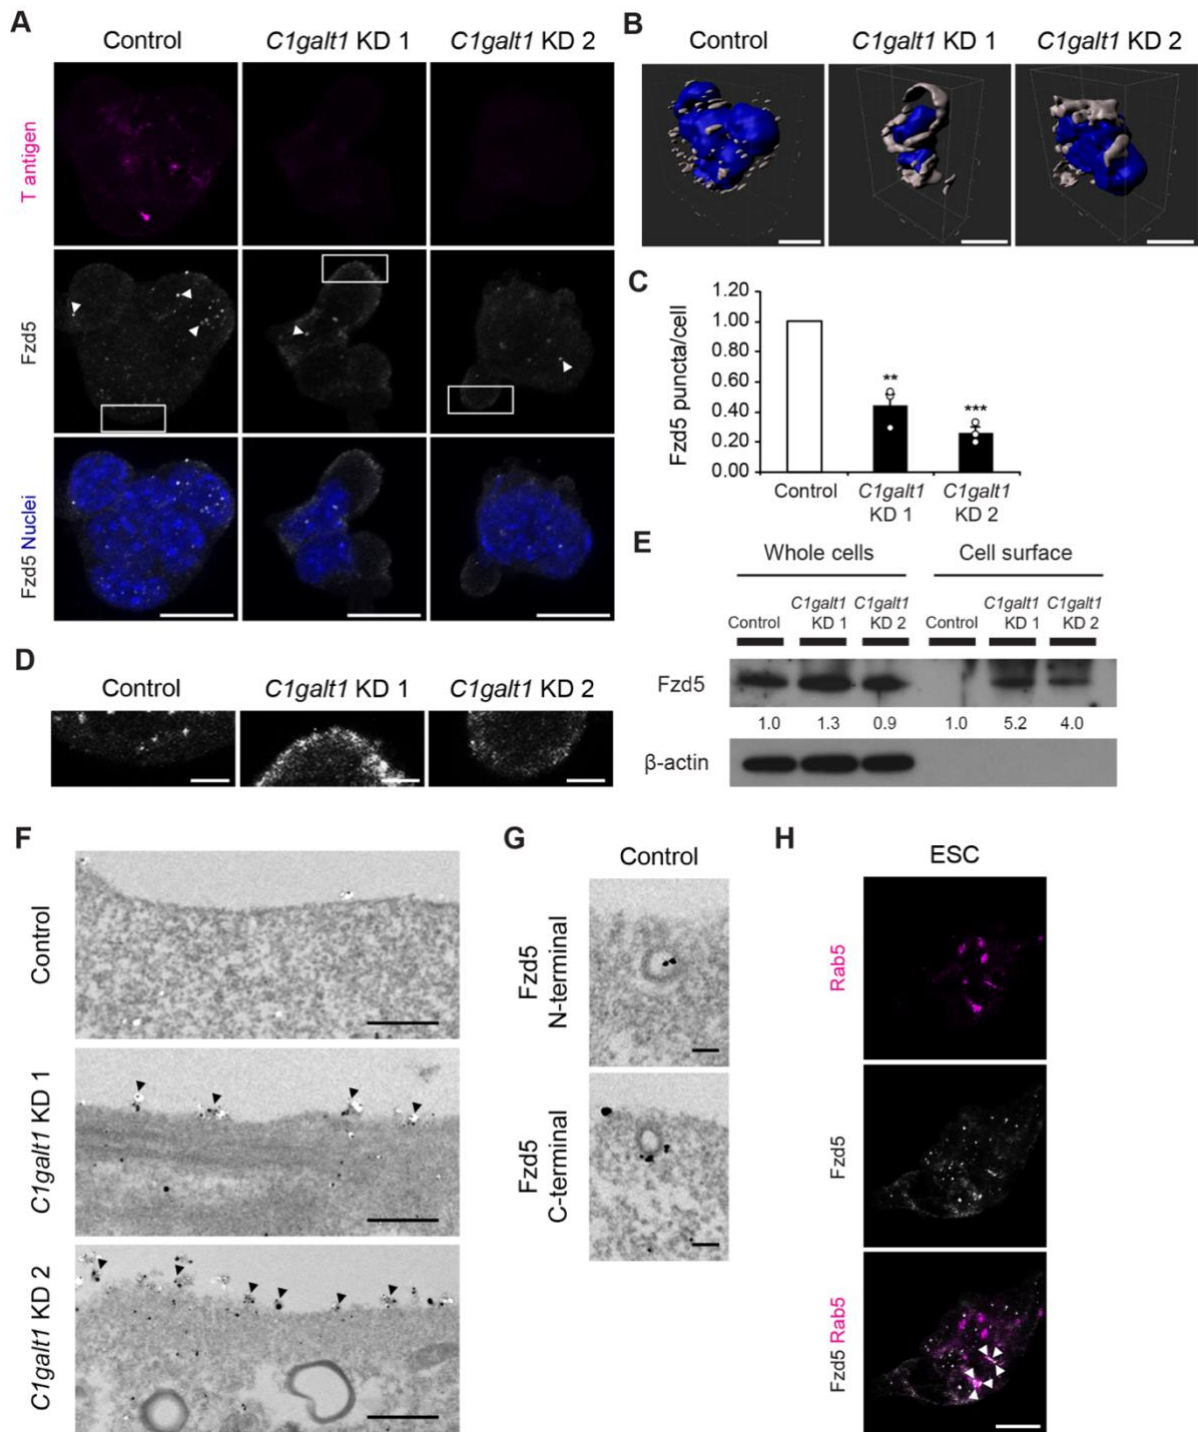 A
Control
C1galt1 KD 1
C1galt1 KD 2
T antigen
Fzd5
Fzd5 Nuclei
B
Control
C1galt1 KD 1
C1galt1 KD 2
C
Fzd5 puncta/cell
1.20
1.00
0.80
0.60
0.40
0.20
0.00
**
***
Control
C1galt1
KD 1
C1galt1
KD 2
D
Control
C1galt1 KD 1
C1galt1 KD 2
E
Whole cells
Cell surface
Control
C1galt1
KD 1
C1galt1
KD 2
Control
C1galt1
KD 1
C1galt1
KD 2
Fzd5
1.0 1.3 0.9 1.0 5.2 4.0
β-actin
F
Control
C1galt1 KD 1
C1galt1 KD 2
G
Control
Fzd5
N-terminal
Fzd5
C-terminal
H
ESC
Rab5
Fzd5
Fzd5 Rab5